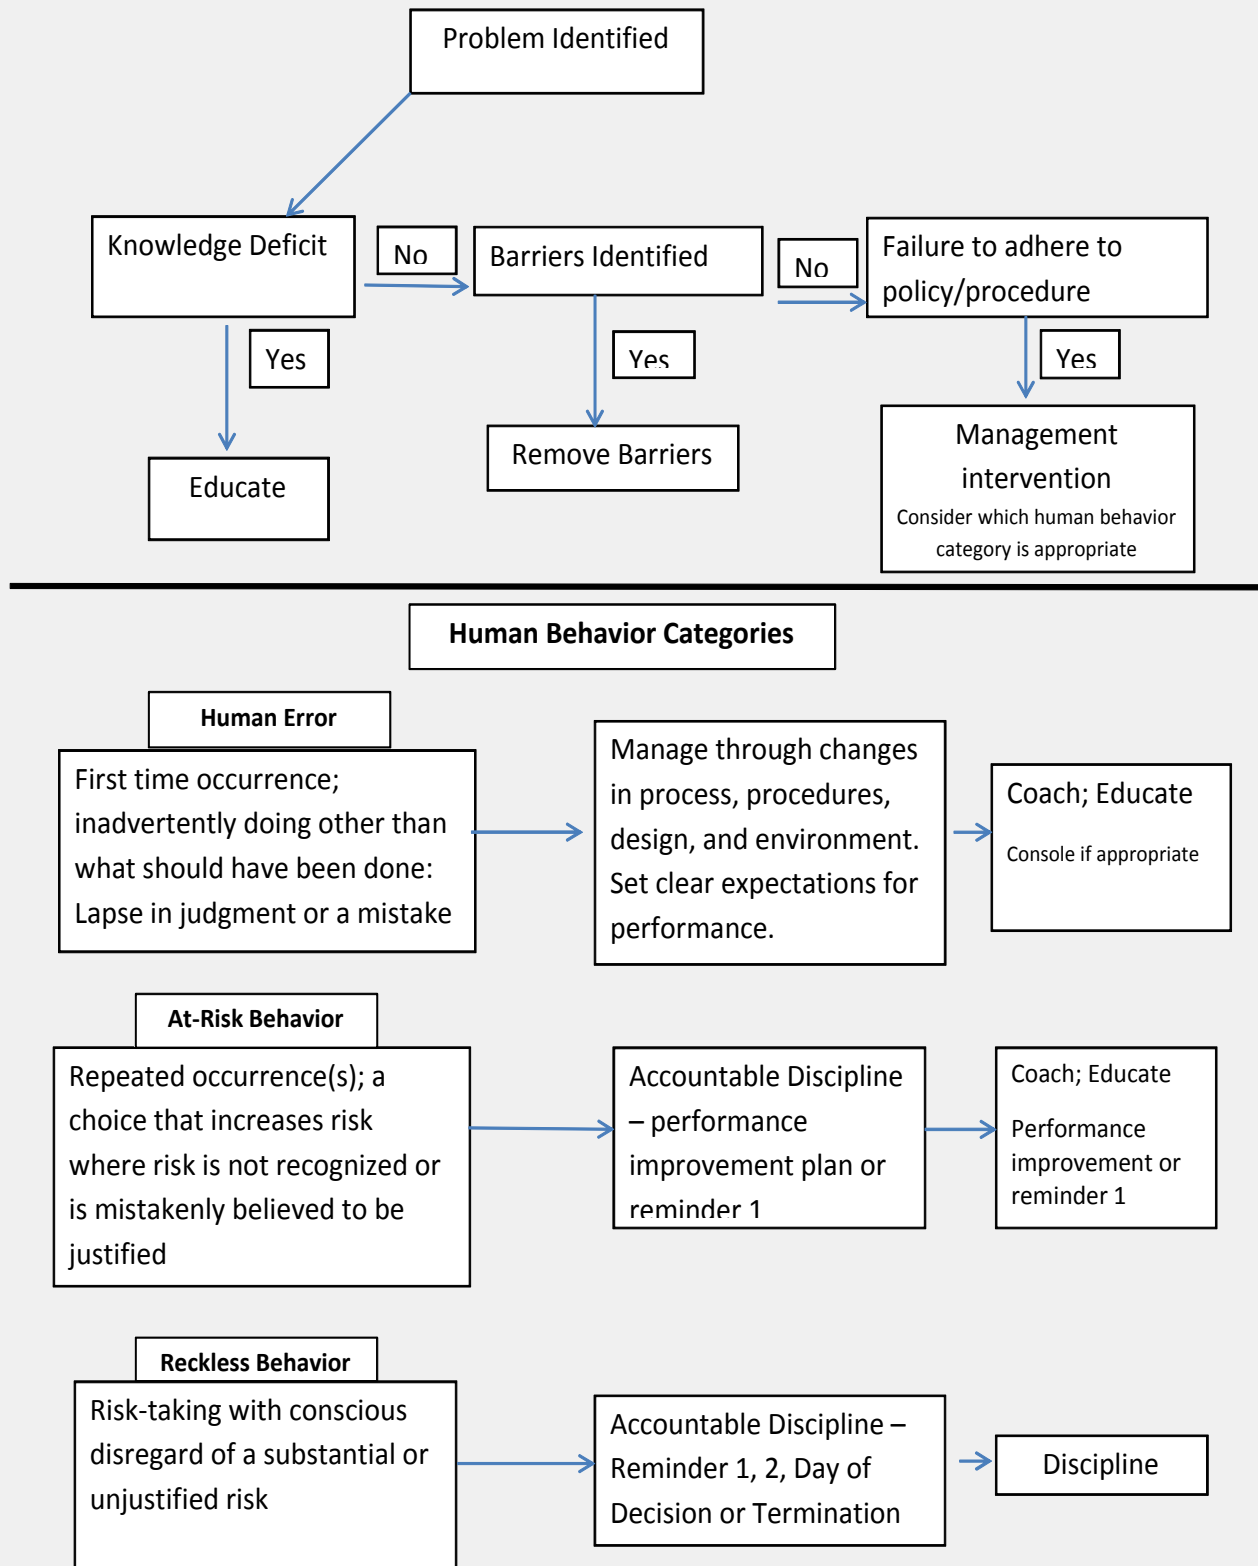 Problem Identified
Knowledge Deficit
No
Barriers Identified
No
Failure to adhere to
policy/procedure
Yes
Yes
Yes
Educate
Remove Barriers
Management
intervention
Consider which human behavior
category is appropriate
Human Behavior Categories
Human Error
First time occurrence;
inadvertently doing other than
what should have been done:
Lapse in judgment or a mistake
Manage through changes
in process, procedures,
design, and environment.
Set clear expectations for
performance.
Coach; Educate
Console if appropriate
At-Risk Behavior
Repeated occurrence(s); a
choice that increases risk
where risk is not recognized or
is mistakenly believed to be
justified
Accountable Discipline
– performance
improvement plan or
reminder 1
Coach; Educate
Performance
improvement or
reminder 1
Reckless Behavior
Risk-taking with conscious
disregard of a substantial or
unjustified risk
Accountable Discipline –
Reminder 1, 2, Day of
Decision or Termination
Discipline